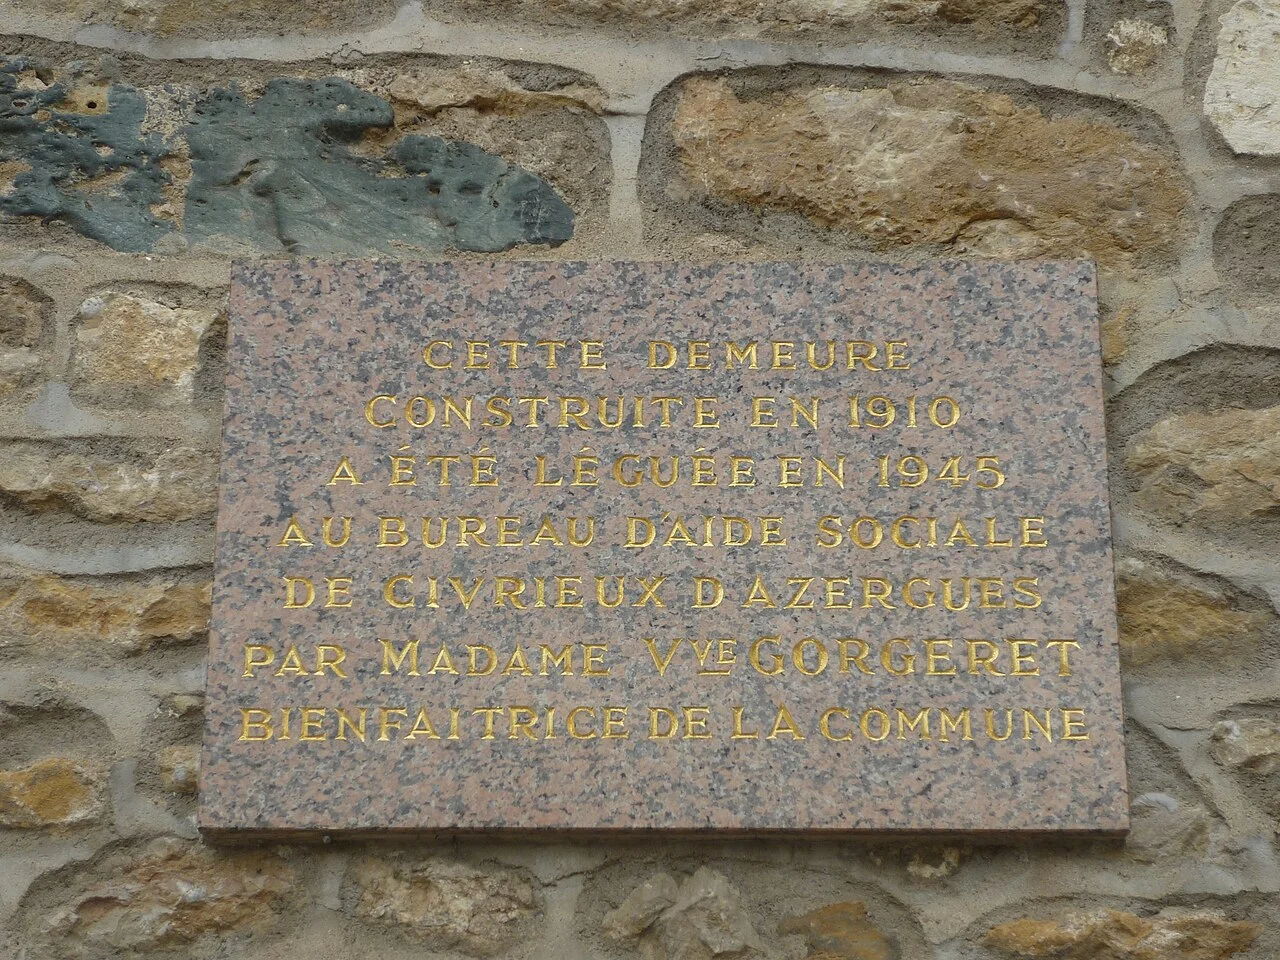 CETTE DEMEURE
CONSTRUITE EN 1910
A ÉTÉ LÉGUÉE EN 1945
AU BUREAU D'AIDE SOCIALE
DE CIVRIEUX D AZERGUES
PAR MADAME VVE GORGERET
BIENFAITRICE DE LA COMMUNE